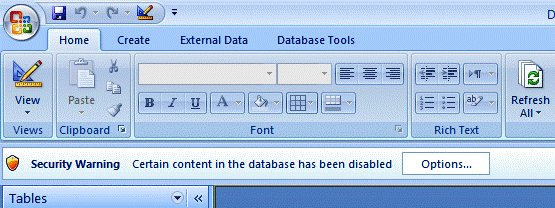 D
Home Create External Data Database Tools
View Paste B I U A ab Refresh
All
Views Clipboard Font Rich Text
Security Warning Certain content in the database has been disabled Options...
Tables